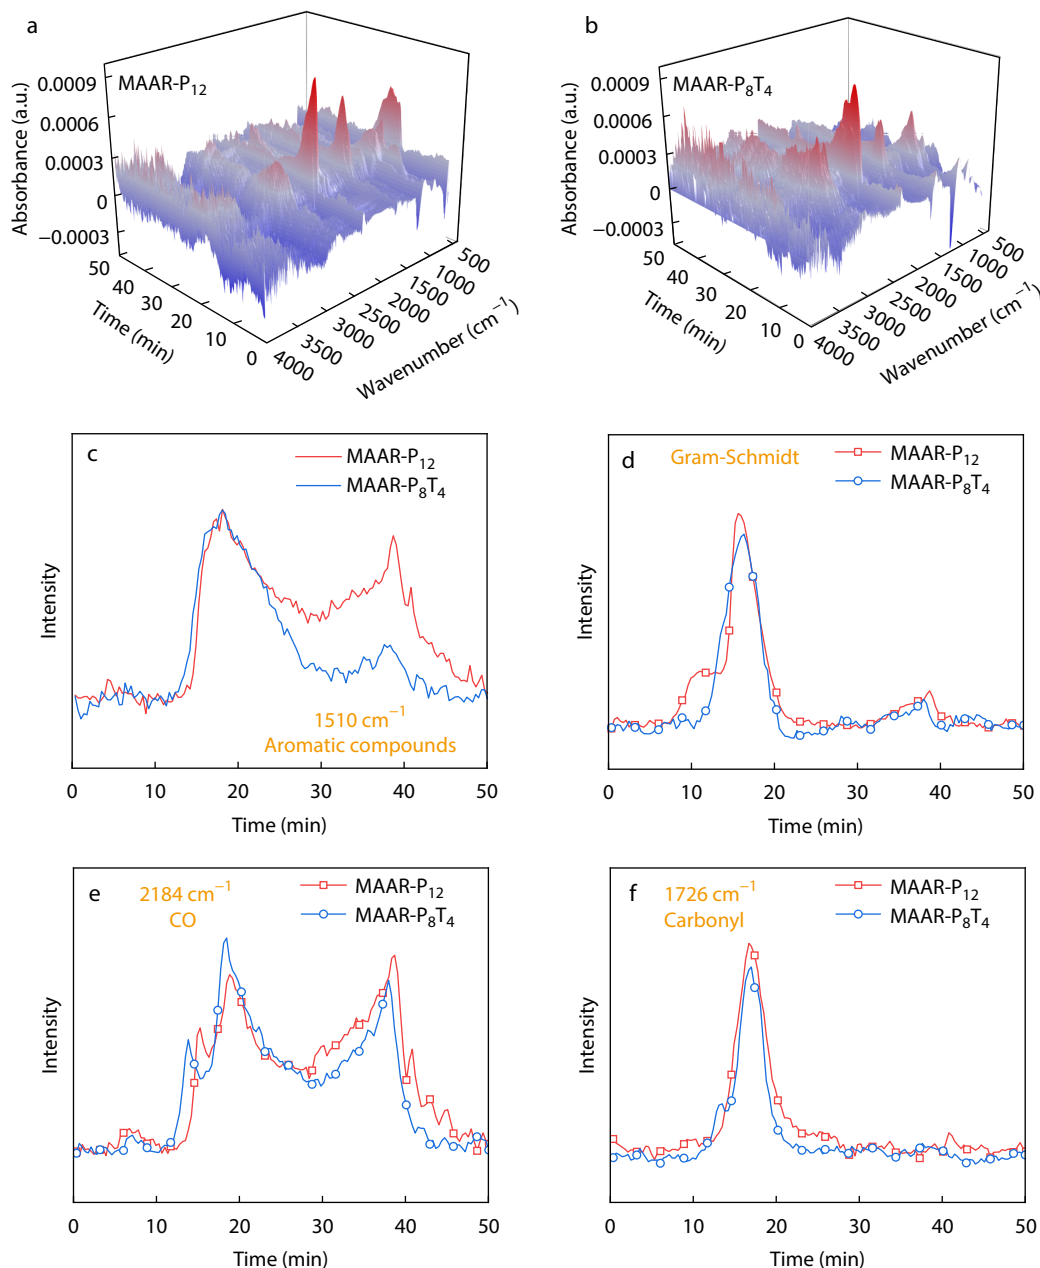 a
MAAR-P₁₂
Absorbance (a.u.)
0.0009
0.0006
0.0003
0
−0.0003
50
40
30
20
10
0
Time (min)
500
1000
1500
2000
2500
3000
3500
4000
Wavenumber (cm⁻¹)
b
MAAR-P₈T₄
Absorbance (a.u.)
0.0009
0.0006
0.0003
0
−0.0003
50
40
30
20
10
0
Time (min)
500
1000
1500
2000
2500
3000
3500
4000
Wavenumber (cm⁻¹)
c
MAAR-P₁₂
MAAR-P₈T₄
Intensity
1510 cm⁻¹
Aromatic compounds
0 10 20 30 40 50
Time (min)
d
Gram-Schmidt
MAAR-P₁₂
MAAR-P₈T₄
Intensity
0 10 20 30 40 50
Time (min)
e
2184 cm⁻¹
CO
MAAR-P₁₂
MAAR-P₈T₄
Intensity
0 10 20 30 40 50
Time (min)
f
1726 cm⁻¹
Carbonyl
MAAR-P₁₂
MAAR-P₈T₄
Intensity
0 10 20 30 40 50
Time (min)